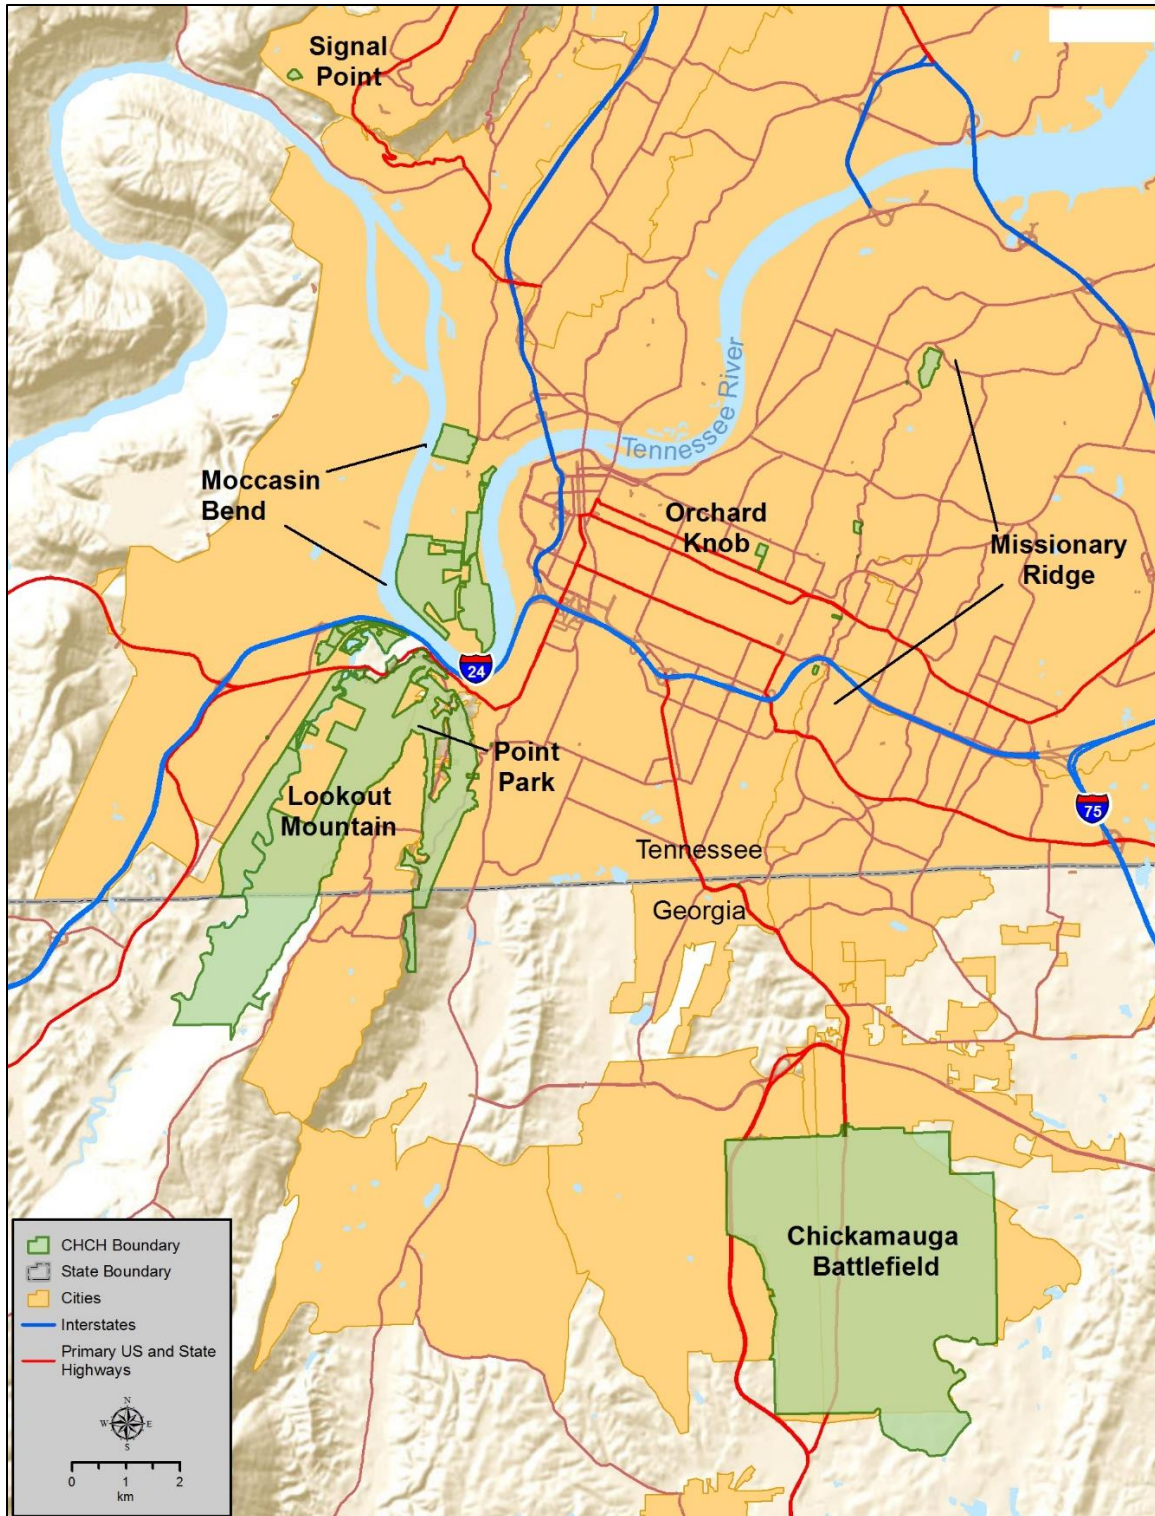 Signal
Point
Tennessee River
Moccasin
Bend
Orchard
Knob
Missionary
Ridge
24
Point
Park
Lookout
Mountain
75
Tennessee
Georgia
Chickamauga
Battlefield
CHCH Boundary
State Boundary
Cities
Interstates
Primary US and State
Highways
N
W E
S
0 1 2
km